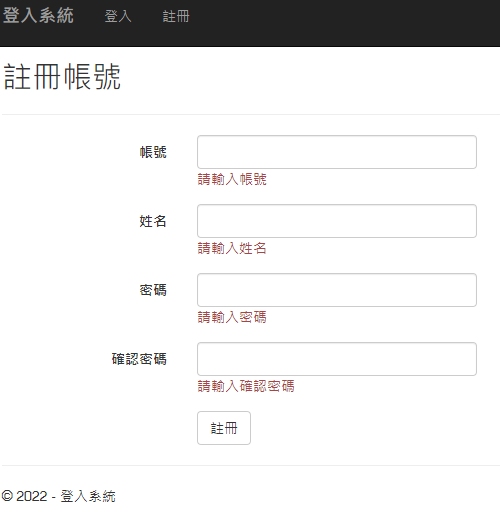 登入系統 登入 註冊
註冊帳號
帳號
請輸入帳號
姓名
請輸入姓名
密碼
請輸入密碼
確認密碼
請輸入確認密碼
註冊
© 2022 - 登入系統